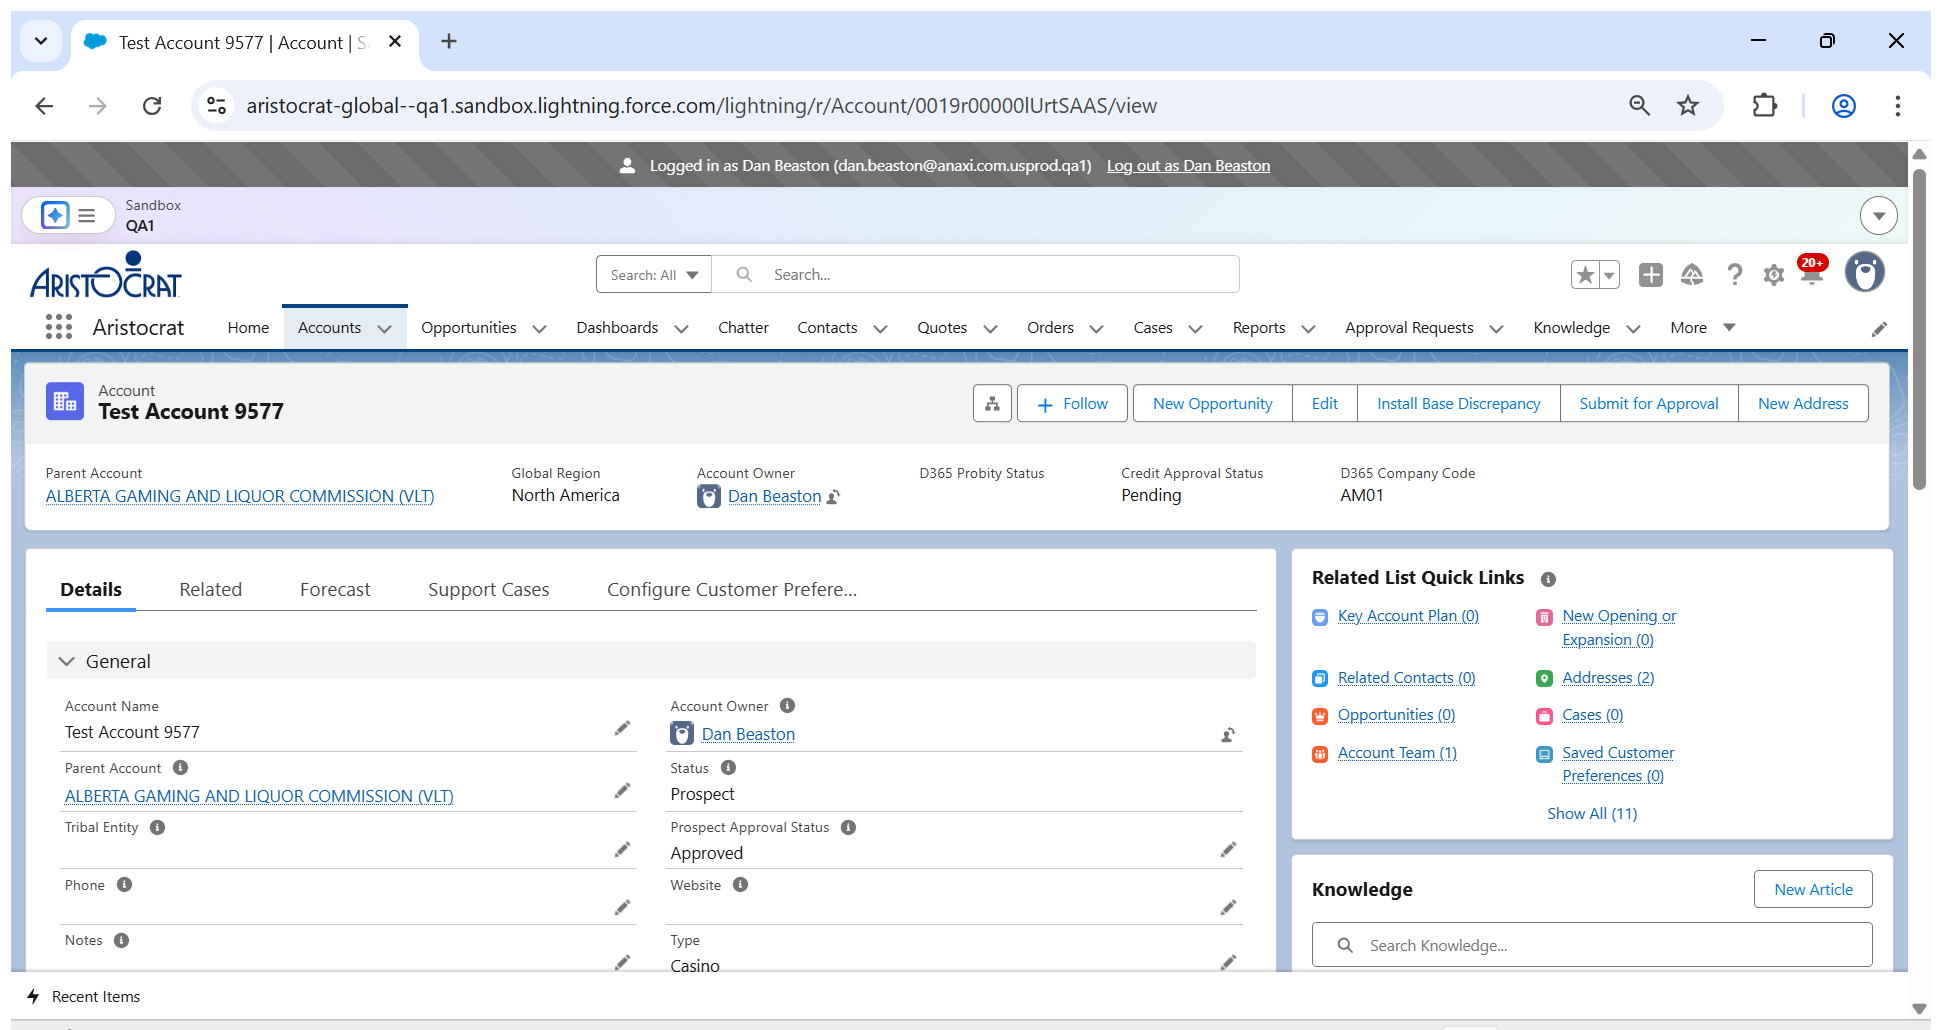 Test Account 9577 | Account | S
aristocrat-global--qa1.sandbox.lightning.force.com/lightning/r/Account/0019r00000lUrtSAAS/view
Logged in as Dan Beaston (dan.beaston@anaxi.com.usprod.qa1) Log out as Dan Beaston
Sandbox
QA1
ARISTOCRAT
Search: All Search...
20+
Aristocrat Home Accounts Opportunities Dashboards Chatter Contacts Quotes Orders Cases Reports Approval Requests Knowledge More
Account
Test Account 9577
Follow New Opportunity Edit Install Base Discrepancy Submit for Approval New Address
Parent Account Global Region Account Owner D365 Probity Status Credit Approval Status D365 Company Code
ALBERTA GAMING AND LIQUOR COMMISSION (VLT) North America Dan Beaston Pending AM01
Details Related Forecast Support Cases Configure Customer Prefere...
General
Account Name Account Owner
Test Account 9577 Dan Beaston
Parent Account Status
ALBERTA GAMING AND LIQUOR COMMISSION (VLT) Prospect
Tribal Entity Prospect Approval Status
Approved
Phone Website
Notes Type
Casino
Related List Quick Links
Key Account Plan (0) New Opening or
Expansion (0)
Related Contacts (0) Addresses (2)
Opportunities (0) Cases (0)
Account Team (1) Saved Customer
Preferences (0)
Show All (11)
Knowledge New Article
Search Knowledge...
Recent Items